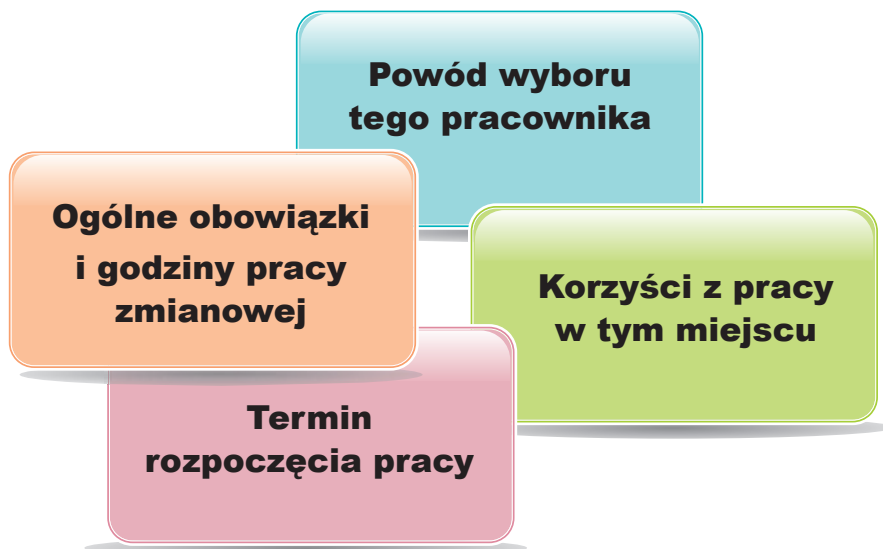 Powód wyboru
tego pracownika
Ogólne obowiązki
i godziny pracy
zmianowej
Korzyści z pracy
w tym miejscu
Termin
rozpoczęcia pracy